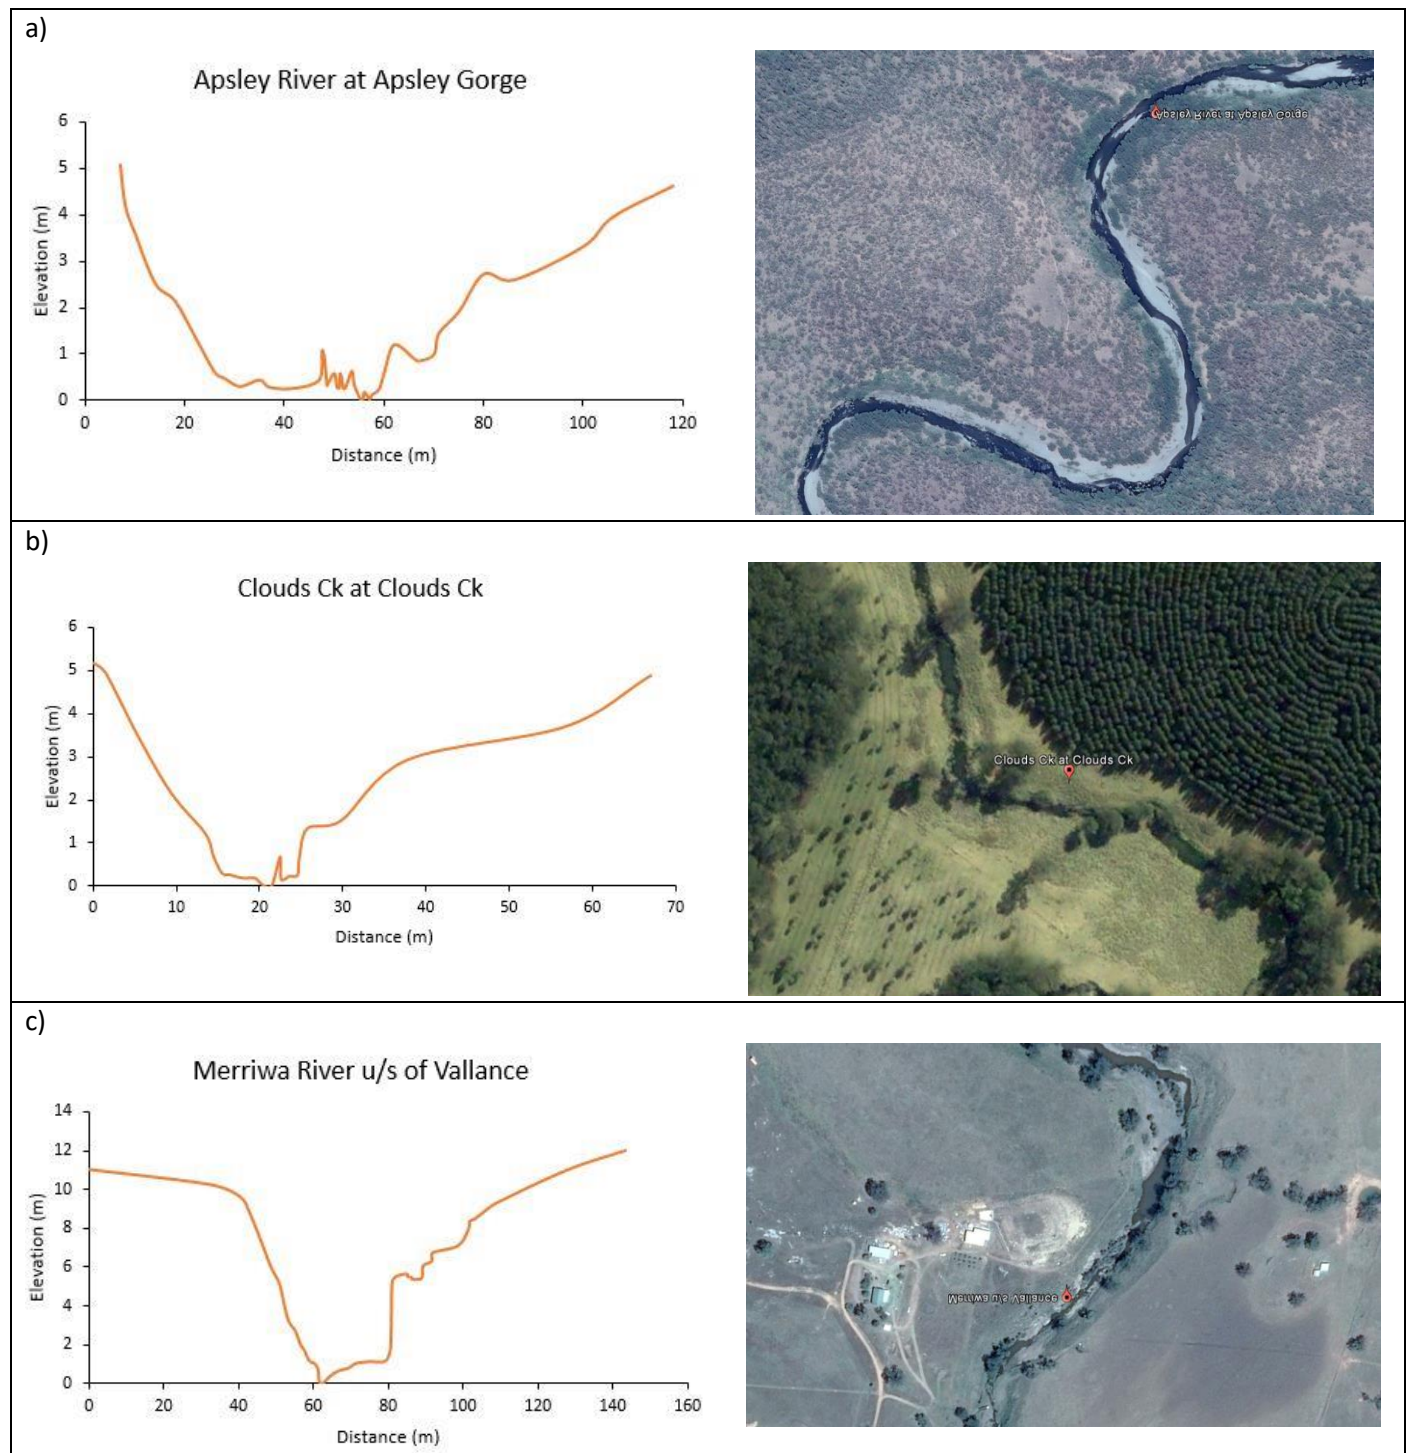 a)
Apsley River at Apsley Gorge
6
5
4
3
2
1
0
Elevation (m)
0 20 40 60 80 100 120
Distance (m)
Apsley River at Apsley Gorge
b)
Clouds Ck at Clouds Ck
6
5
4
3
2
1
0
Elevation (m)
0 10 20 30 40 50 60 70
Distance (m)
Clouds Ck at Clouds Ck
c)
Merriwa River u/s of Vallance
14
12
10
8
6
4
2
0
Elevation (m)
0 20 40 60 80 100 120 140 160
Distance (m)
Merriwa u/s Vallance